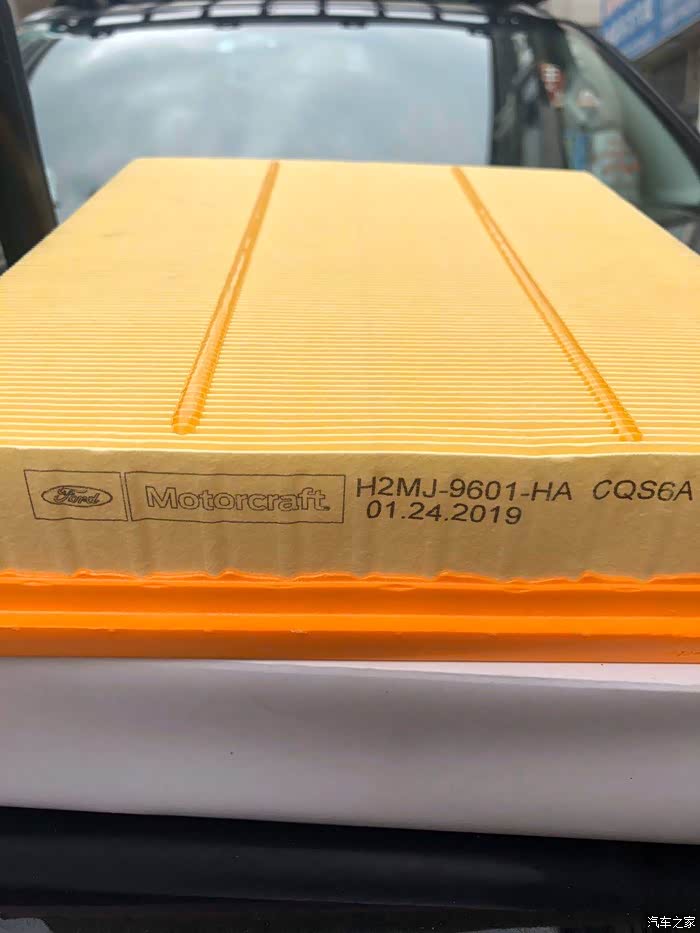 Ford Motorcraft H2MJ-9601-HA CQS6A
01.24.2019
汽车之家